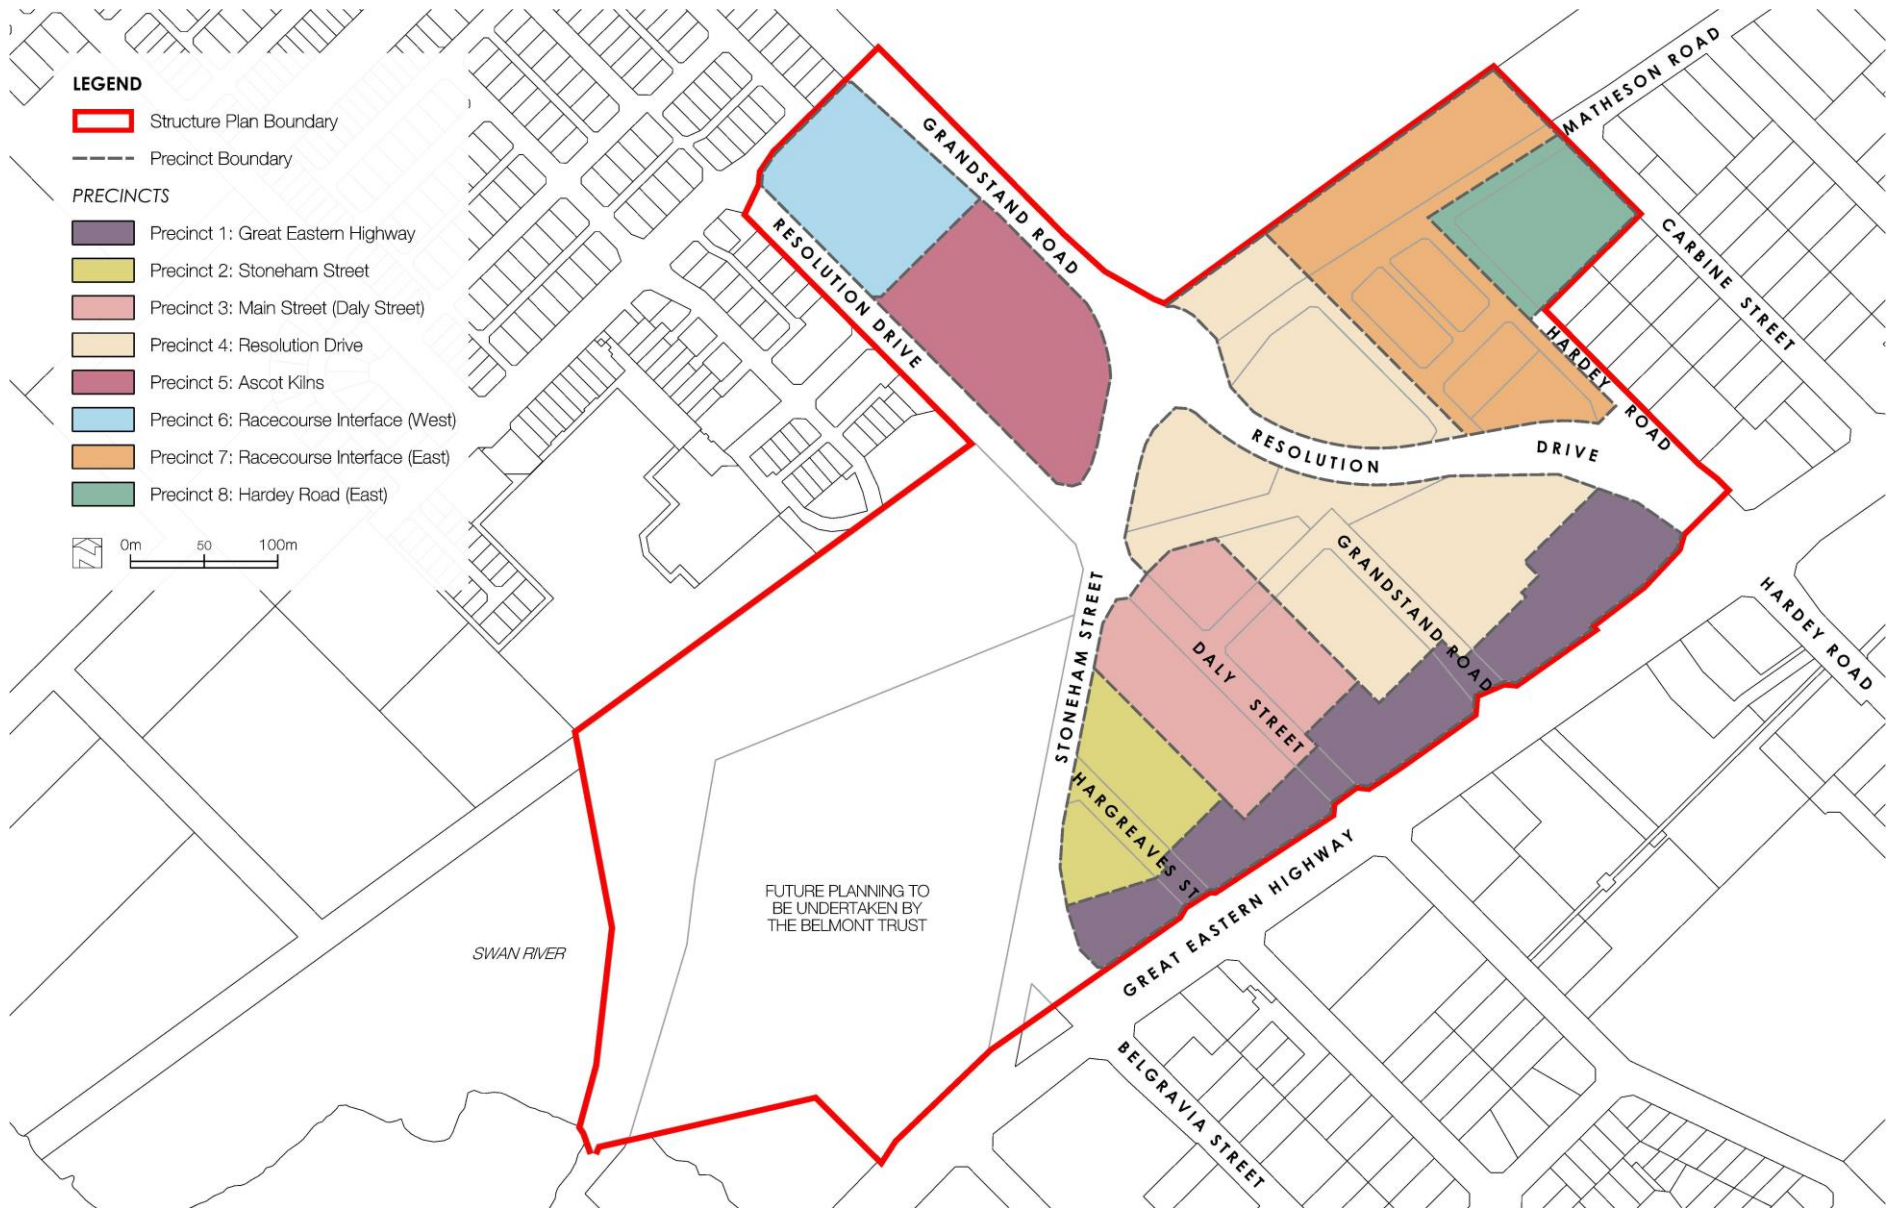 LEGEND
Structure Plan Boundary
Precinct Boundary
PRECINCTS
Precinct 1: Great Eastern Highway
Precinct 2: Stoneham Street
Precinct 3: Main Street (Daly Street)
Precinct 4: Resolution Drive
Precinct 5: Ascot Kilns
Precinct 6: Racecourse Interface (West)
Precinct 7: Racecourse Interface (East)
Precinct 8: Hardey Road (East)
N
0m 50 100m
MATHESON ROAD
GRANDSTAND ROAD
CARBINE STREET
RESOLUTION DRIVE
HARDEY ROAD
RESOLUTION DRIVE
GRANDSTAND ROAD
STONEHAM STREET
DALY STREET
HARDEY ROAD
HARGREAVES ST
GREAT EASTERN HIGHWAY
FUTURE PLANNING TO
BE UNDERTAKEN BY
THE BELMONT TRUST
SWAN RIVER
BELGRAVIA STREET